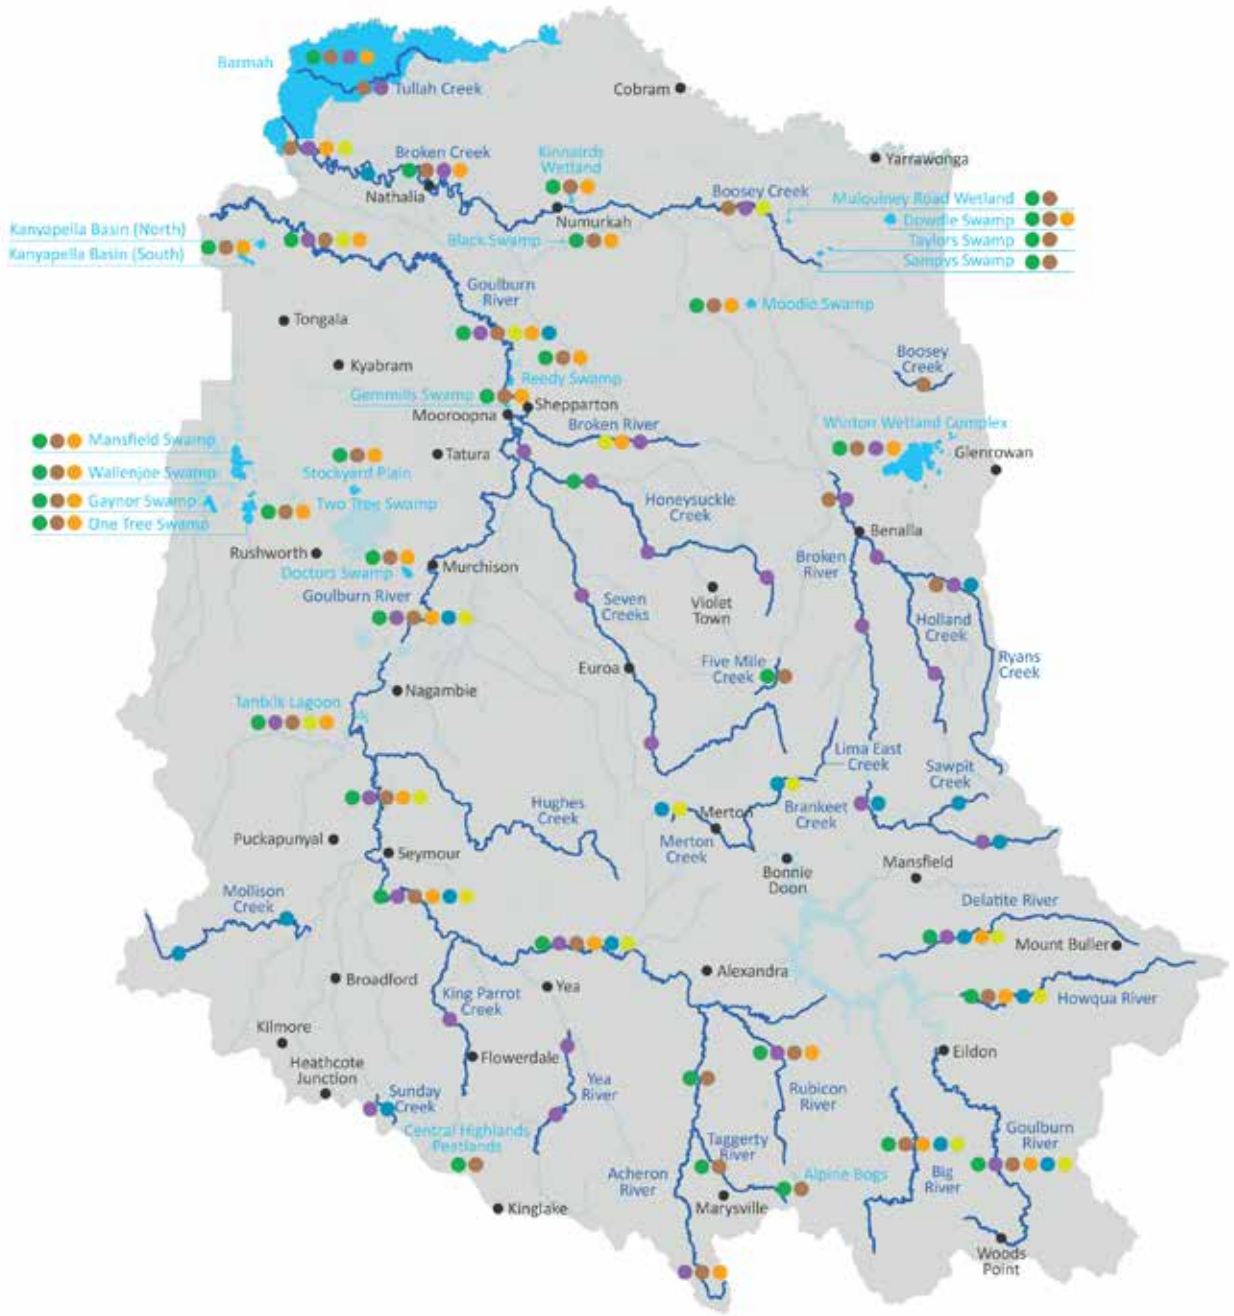 Barmah
Tullah Creek
Cobram
Yarrawonga
Broken Creek
Nathalia
Kinnairds
Wetland
Numurkah
Boosey Creek
Mulquiney Road Wetland
Dowdle Swamp
Taylors Swamp
Sampys Swamp
Kanyapella Basin (North)
Kanyapella Basin (South)
Black Swamp
Goulburn
River
Moodie Swamp
Tongala
Kyabram
Boosey
Creek
Reedy Swamp
Gemmills Swamp
Shepparton
Mooroopna
Broken River
Winton Wetland Complex
Glenrowan
Mansfield Swamp
Wallenjoe Swamp
Gaynor Swamp
One Tree Swamp
Stockyard Plain
Tatura
Two Tree Swamp
Honeysuckle
Creek
Benalla
Rushworth
Doctors Swamp
Murchison
Goulburn River
Broken
River
Violet
Town
Seven
Creeks
Holland
Creek
Ryans
Creek
Euroa
Five Mile
Creek
Nagambie
Tahbilk Lagoon
Lima East
Creek
Sawpit
Creek
Hughes
Creek
Merton
Merton
Creek
Brankeet
Creek
Puckapunyal
Seymour
Bonnie
Doon
Mansfield
Mollison
Creek
Delatite River
Mount Buller
Broadford
King Parrot
Creek
Yea
Alexandra
Howqua River
Kilmore
Heathcote
Junction
Flowerdale
Eildon
Sunday
Creek
Yea
River
Rubicon
River
Central Highlands
Peatlands
Taggerty
River
Goulburn
River
Acheron
River
Alpine Bogs
Big
River
Kinglake
Marysville
Woods
Point